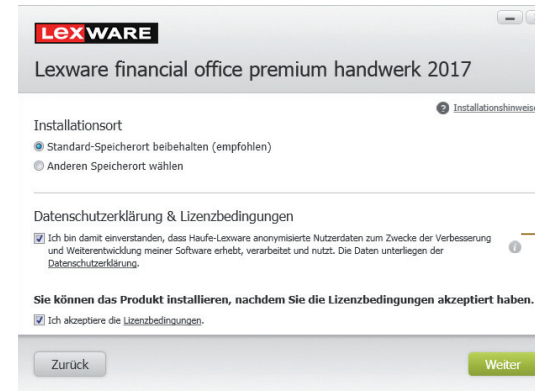 Lexware
Lexware financial office premium handwerk 2017
Installationshinweise
Installationsort
Standard-Speicherort beibehalten (empfohlen)
Anderen Speicherort wählen
Datenschutzerklärung & Lizenzbedingungen
Ich bin damit einverstanden, dass Haufe-Lexware anonymisierte Nutzerdaten zum Zwecke der Verbesserung
und Weiterentwicklung meiner Software erhebt, verarbeitet und nutzt. Die Daten unterliegen der
Datenschutzerklärung.
Sie können das Produkt installieren, nachdem Sie die Lizenzbedingungen akzeptiert haben.
Ich akzeptiere die Lizenzbedingungen.
Zurück
Weiter